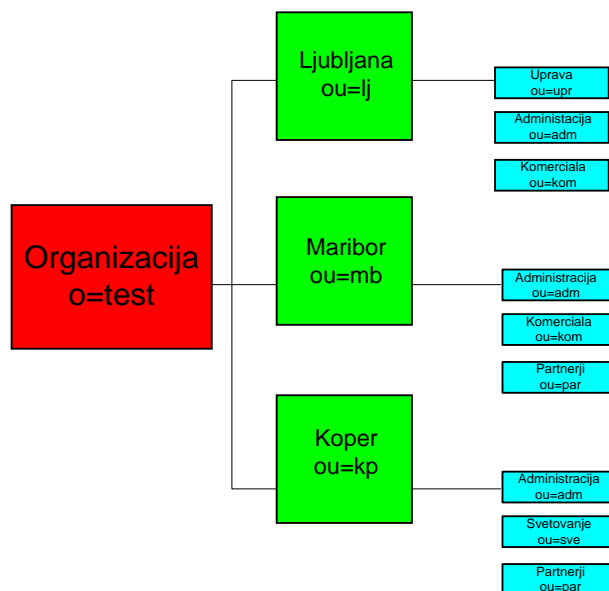 Organizacija
o=test
Ljubljana
ou=lj
Uprava
ou=upr
Administacija
ou=adm
Komerciala
ou=kom
Maribor
ou=mb
Administracija
ou=adm
Komerciala
ou=kom
Partnerji
ou=par
Koper
ou=kp
Administracija
ou=adm
Svetovanje
ou=sve
Partnerji
ou=par